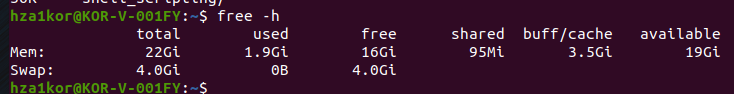 hza1kor@KOR-V-001FY:~$ free -h
total used free shared buff/cache available
Mem: 22Gi 1.9Gi 16Gi 95Mi 3.5Gi 19Gi
Swap: 4.0Gi 0B 4.0Gi
hza1kor@KOR-V-001FY:~$